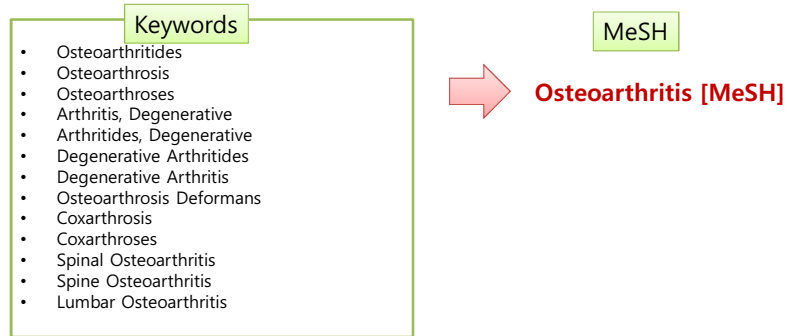 Keywords
• Osteoarthritides
• Osteoarthrosis
• Osteoarthroses
• Arthritis, Degenerative
• Arthritides, Degenerative
• Degenerative Arthritides
• Degenerative Arthritis
• Osteoarthrosis Deformans
• Coxarthrosis
• Coxarthroses
• Spinal Osteoarthritis
• Spine Osteoarthritis
• Lumbar Osteoarthritis
MeSH
Osteoarthritis [MeSH]